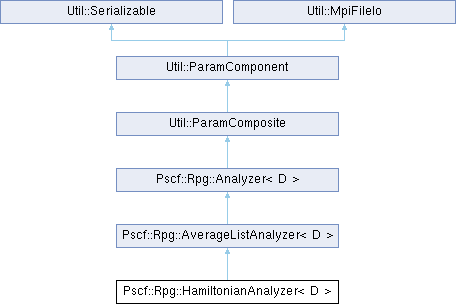 Util::Serializable
Util::MpiFileIo
Util::ParamComponent
Util::ParamComposite
Pscf::Rpg::Analyzer< D >
Pscf::Rpg::AverageListAnalyzer< D >
Pscf::Rpg::HamiltonianAnalyzer< D >